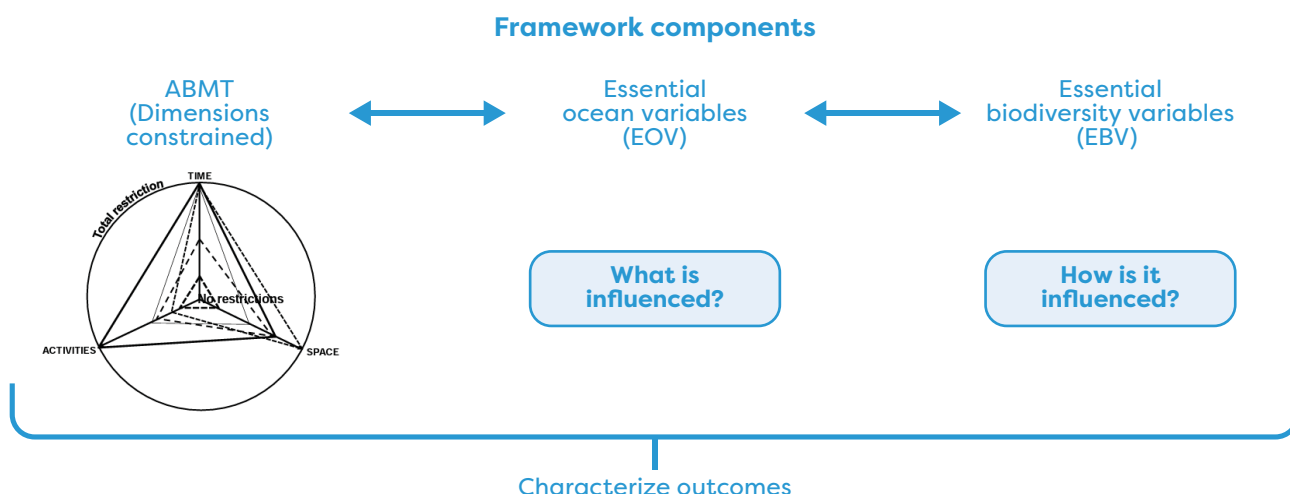 Framework components
ABMT
(Dimensions
constrained)
Essential
ocean variables
(EOV)
Essential
biodiversity variables
(EBV)
TIME
Total restriction
No restrictions
ACTIVITIES
SPACE
What is
influenced?
How is it
influenced?
Characterize outcomes